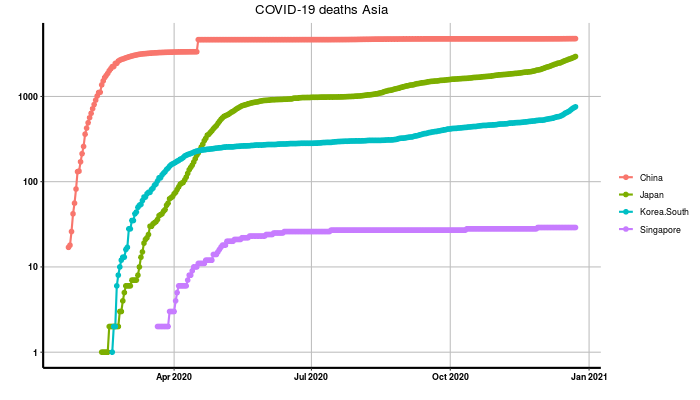 COVID-19 deaths Asia
1000
100
10
1
Apr 2020 Jul 2020 Oct 2020 Jan 2021
China
Japan
Korea.South
Singapore